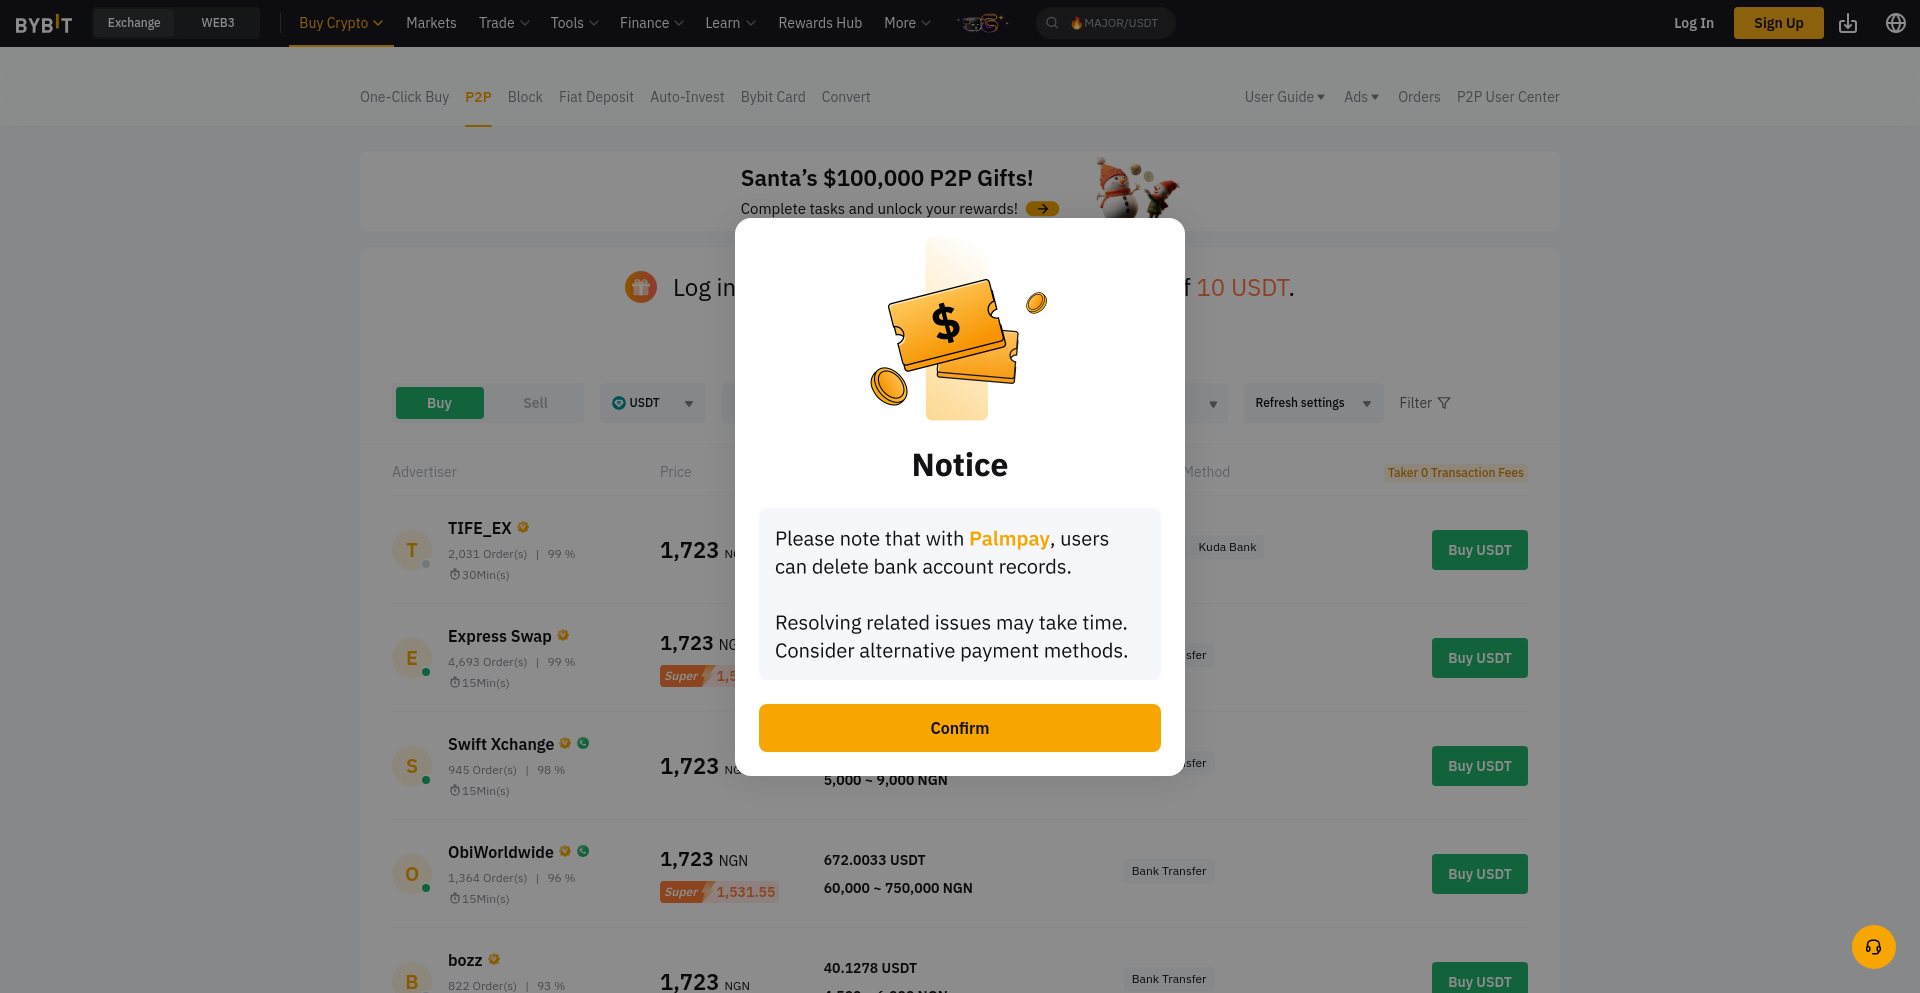 BYBIT Exchange WEB3 Buy Crypto Markets Trade Tools Finance Learn Rewards Hub More MAJOR/USDT Log In Sign Up
One-Click Buy P2P Block Fiat Deposit Auto-Invest Bybit Card Convert User Guide Ads Orders P2P User Center
Santa's $100,000 P2P Gifts!
Complete tasks and unlock your rewards!
Log in
10 USDT.
$
Buy Sell USDT Refresh settings Filter
Notice
Please note that with Palmpay, users
can delete bank account records.
Resolving related issues may take time.
Consider alternative payment methods.
Confirm
Advertiser Price Method Taker 0 Transaction Fees
T
TIFE_EX
2,031 Order(s) | 99 %
30Min(s)
1,723
Kuda Bank
Buy USDT
E
Express Swap
4,693 Order(s) | 99 %
15Min(s)
1,723
Super
Buy USDT
S
Swift Xchange
945 Order(s) | 98 %
15Min(s)
1,723
5,000 ~ 9,000 NGN
Buy USDT
O
ObiWorldwide
1,364 Order(s) | 96 %
15Min(s)
1,723 NGN
Super 1,531.55
672.0033 USDT
60,000 ~ 750,000 NGN
Bank Transfer
Buy USDT
B
bozz
822 Order(s) | 93 %
1,723 NGN
40.1278 USDT
Bank Transfer
Buy USDT